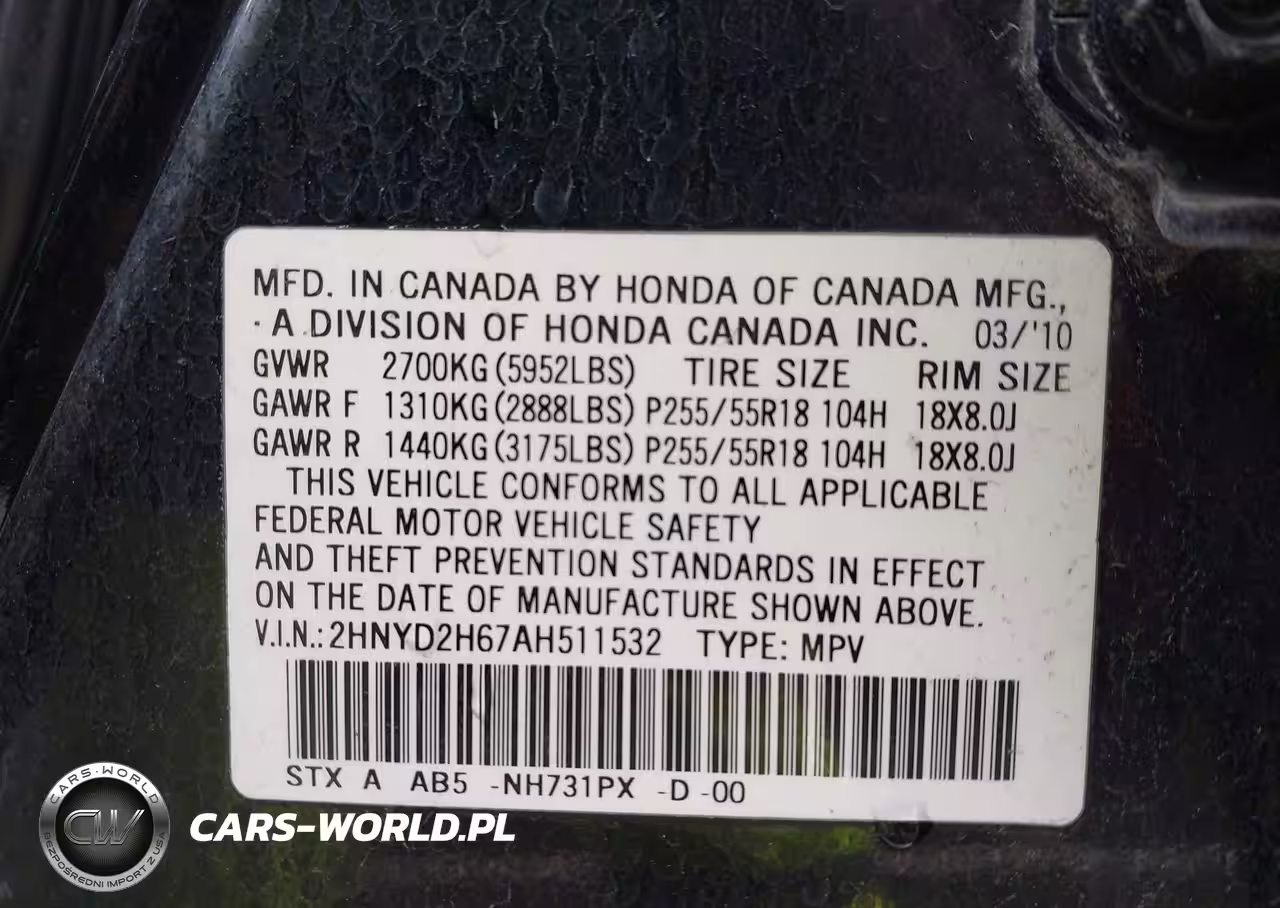 MFD. IN CANADA BY HONDA OF CANADA MFG.,
· A DIVISION OF HONDA CANADA INC. 03/'10
GVWR 2700KG (5952LBS) TIRE SIZE RIM SIZE
GAWR F 1310KG (2888LBS) P255/55R18 104H 18X8.0J
GAWR R 1440KG (3175LBS) P255/55R18 104H 18X8.0J
THIS VEHICLE CONFORMS TO ALL APPLICABLE
FEDERAL MOTOR VEHICLE SAFETY
AND THEFT PREVENTION STANDARDS IN EFFECT
ON THE DATE OF MANUFACTURE SHOWN ABOVE.
V.I.N.: 2HNYD2H67AH511532 TYPE: MPV
STX A AB5 -NH731PX -D -00
CARS-WORLD
CW
BEZPOŚREDNI IMPORT Z USA
CARS-WORLD.PL